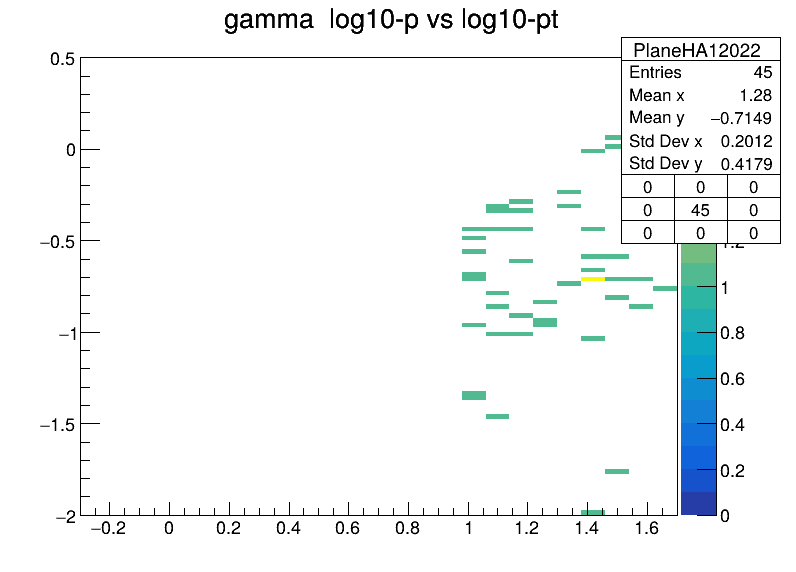 gamma  log10-p vs log10-pt
PlaneHA12022
Entries 45
Mean x 1.28
Mean y −0.7149
Std Dev x 0.2012
Std Dev y 0.4179
0 0 0
0 45 0
0 0 0
0.5
0
−0.5
−1
−1.5
−2
−0.2 0 0.2 0.4 0.6 0.8 1 1.2 1.4 1.6
1.2
1
0.8
0.6
0.4
0.2
0